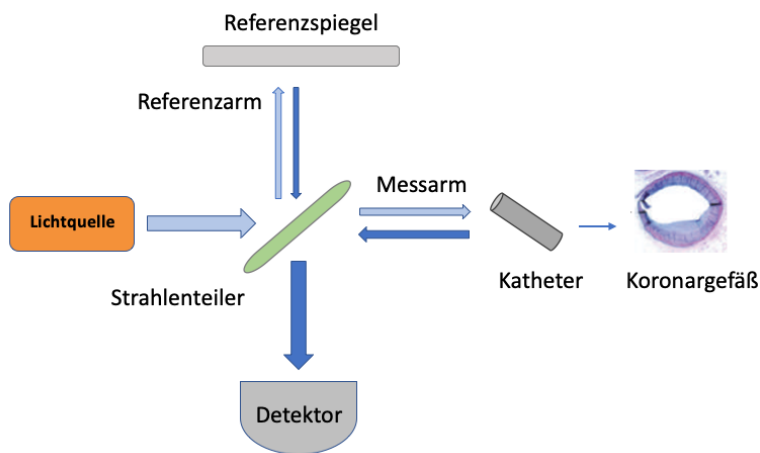 Referenzspiegel
Referenzarm
Messarm
Lichtquelle
Katheter
Koronargefäß
Strahlenteiler
Detektor